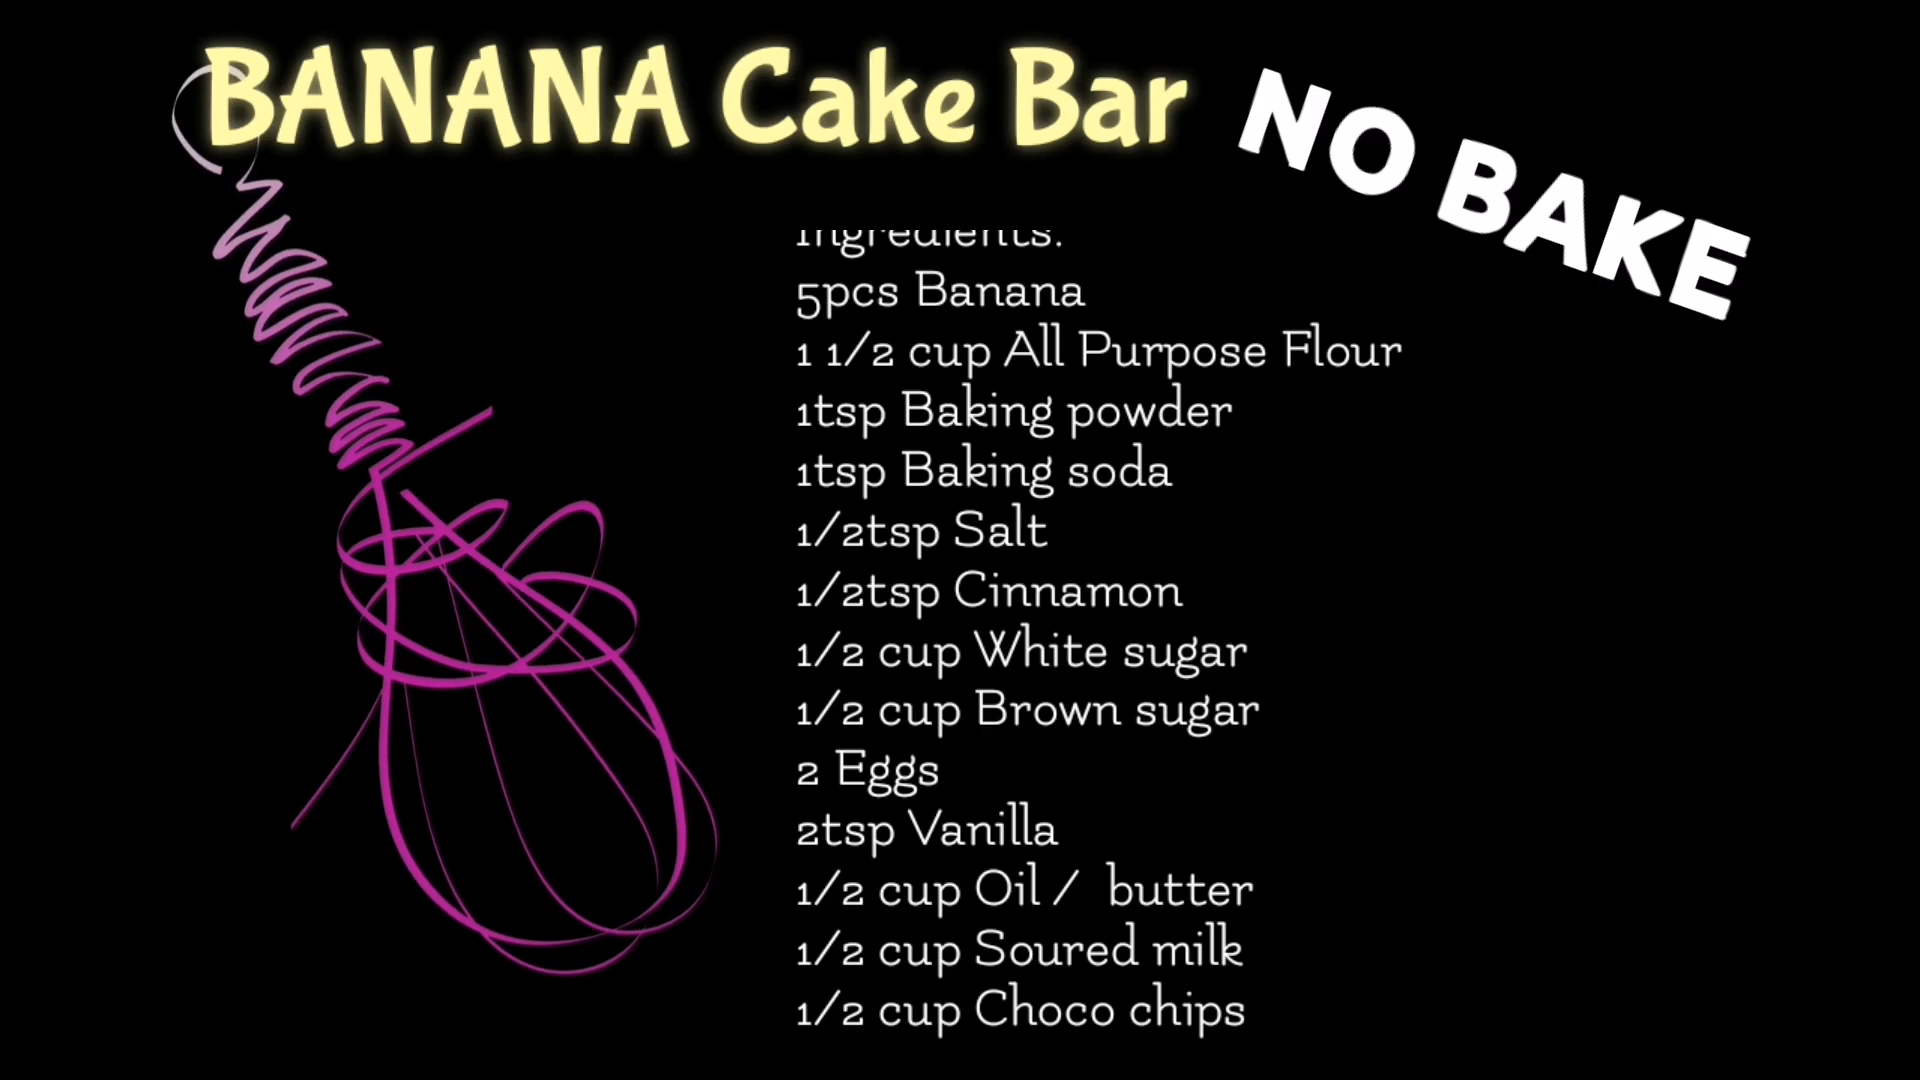 BANANA Cake Bar
NO BAKE
Ingredients:
5pcs Banana
1 1/2 cup All Purpose Flour
1tsp Baking powder
1tsp Baking soda
1/2tsp Salt
1/2tsp Cinnamon
1/2 cup White sugar
1/2 cup Brown sugar
2 Eggs
2tsp Vanilla
1/2 cup Oil /  butter
1/2 cup Soured milk
1/2 cup Choco chips